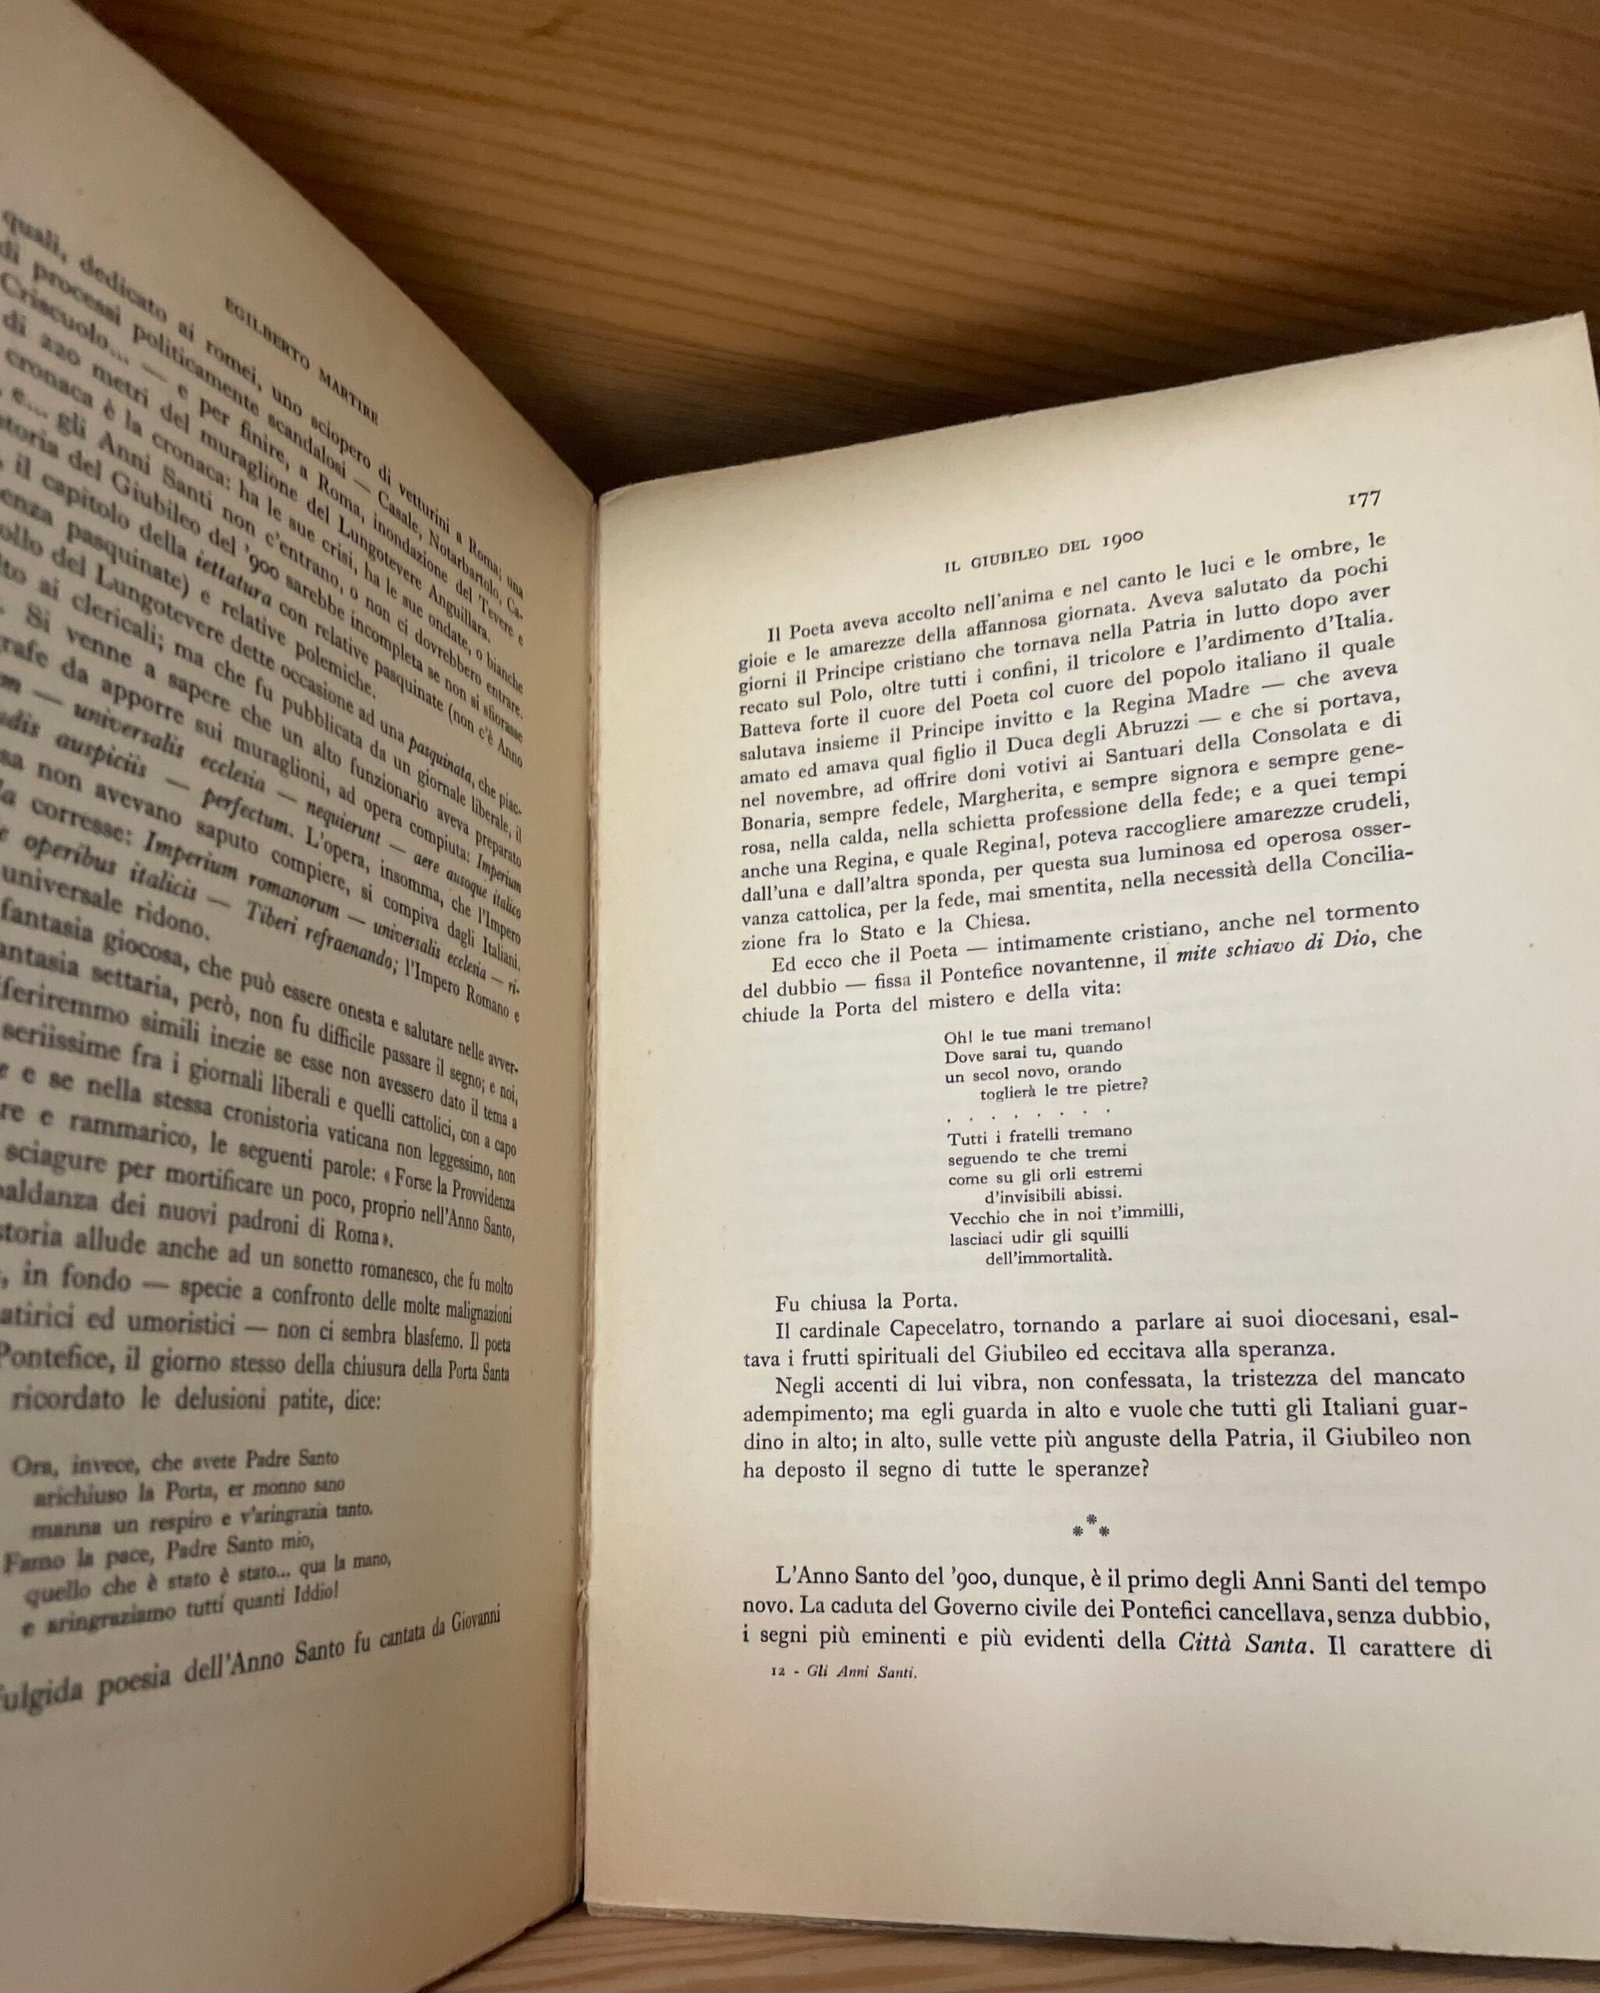 EGILBERTO MARTIRE
quali, dedicato ai romei, uno sciopero di vetturini a Roma; una
di processi politicamente scandalosi — Casale, Notarbartolo, Ca-
Criscuolo... — e per finire, a Roma, inondazione del Tevere e
di 220 metri del muraglione del Lungotevere Anguillara.
cronaca è la cronaca: ha le sue crisi, ha le sue ondate, o bianche
e... gli Anni Santi non c'entrano, o non ci dovrebbero entrare.
storia del Giubileo del '900 sarebbe incompleta se non si sfiorasse
il capitolo della iettatura con relative pasquinate (non c'è Anno
senza pasquinate) e relative polemiche.
crollo del Lungotevere dette occasione ad una pasquinata, che piac-
ai clericali; ma che fu pubblicata da un giornale liberale, il
Si venne a sapere che un alto funzionario aveva preparato
da apporre sui muraglioni, ad opera compiuta: Imperium
— universalis ecclesia — nequierunt — aere ausoque italico
auspiciis — perfectum. L'opera, insomma, che l'Impero
non avevano saputo compiere, si compiva dagli Italiani.
corresse: Imperium romanorum — universalis ecclesia — ri-
operibus italicis — Tiberi refraenando; l'Impero Romano e
universale ridono.
fantasia giocosa, che può essere onesta e salutare nelle avver-
fantasia settaria, però, non fu difficile passare il segno; e noi,
riferiremmo simili inezie se esse non avessero dato il tema a
seriissime fra i giornali liberali e quelli cattolici, con a capo
e se nella stessa cronistoria vaticana non leggessimo, non
e rammarico, le seguenti parole: « Forse la Provvidenza
sciagure per mortificare un poco, proprio nell'Anno Santo,
baldanza dei nuovi padroni di Roma ».
allude anche ad un sonetto romanesco, che fu molto
in fondo — specie a confronto delle molte malignazioni
satirici ed umoristici — non ci sembra blasfemo. Il poeta
Pontefice, il giorno stesso della chiusura della Porta Santa
ricordato le delusioni patite, dice:
Ora, invece, che avete Padre Santo
arichiuso la Porta, er monno sano
manna un respiro e v'aringrazia tanto.
Famo la pace, Padre Santo mio,
quello che è stato è stato... qua la mano,
e aringraziamo tutti quanti Iddio!
fulgida poesia dell'Anno Santo fu cantata da Giovanni
IL GIUBILEO DEL 1900 177
Il Poeta aveva accolto nell'anima e nel canto le luci e le ombre, le
gioie e le amarezze della affannosa giornata. Aveva salutato da pochi
giorni il Principe cristiano che tornava nella Patria in lutto dopo aver
recato sul Polo, oltre tutti i confini, il tricolore e l'ardimento d'Italia.
Batteva forte il cuore del Poeta col cuore del popolo italiano il quale
salutava insieme il Principe invitto e la Regina Madre — che aveva
amato ed amava qual figlio il Duca degli Abruzzi — e che si portava,
nel novembre, ad offrire doni votivi ai Santuari della Consolata e di
Bonaria, sempre fedele, Margherita, e sempre signora e sempre gene-
rosa, nella calda, nella schietta professione della fede; e a quei tempi
anche una Regina, e quale Regina!, poteva raccogliere amarezze crudeli,
dall'una e dall'altra sponda, per questa sua luminosa ed operosa osser-
vanza cattolica, per la fede, mai smentita, nella necessità della Concilia-
zione fra lo Stato e la Chiesa.
Ed ecco che il Poeta — intimamente cristiano, anche nel tormento
del dubbio — fissa il Pontefice novantenne, il mite schiavo di Dio, che
chiude la Porta del mistero e della vita:
Oh! le tue mani tremano!
Dove sarai tu, quando
un secol novo, orando
toglierà le tre pietre?
. . . . . . . .
Tutti i fratelli tremano
seguendo te che tremi
come su gli orli estremi
d'invisibili abissi.
Vecchio che in noi t'immilli,
lasciaci udir gli squilli
dell'immortalità.
Fu chiusa la Porta.
Il cardinale Capecelatro, tornando a parlare ai suoi diocesani, esal-
tava i frutti spirituali del Giubileo ed eccitava alla speranza.
Negli accenti di lui vibra, non confessata, la tristezza del mancato
adempimento; ma egli guarda in alto e vuole che tutti gli Italiani guar-
dino in alto; in alto, sulle vette più anguste della Patria, il Giubileo non
ha deposto il segno di tutte le speranze?
***
L'Anno Santo del '900, dunque, è il primo degli Anni Santi del tempo
novo. La caduta del Governo civile dei Pontefici cancellava, senza dubbio,
i segni più eminenti e più evidenti della Città Santa. Il carattere di
12 - Gli Anni Santi.